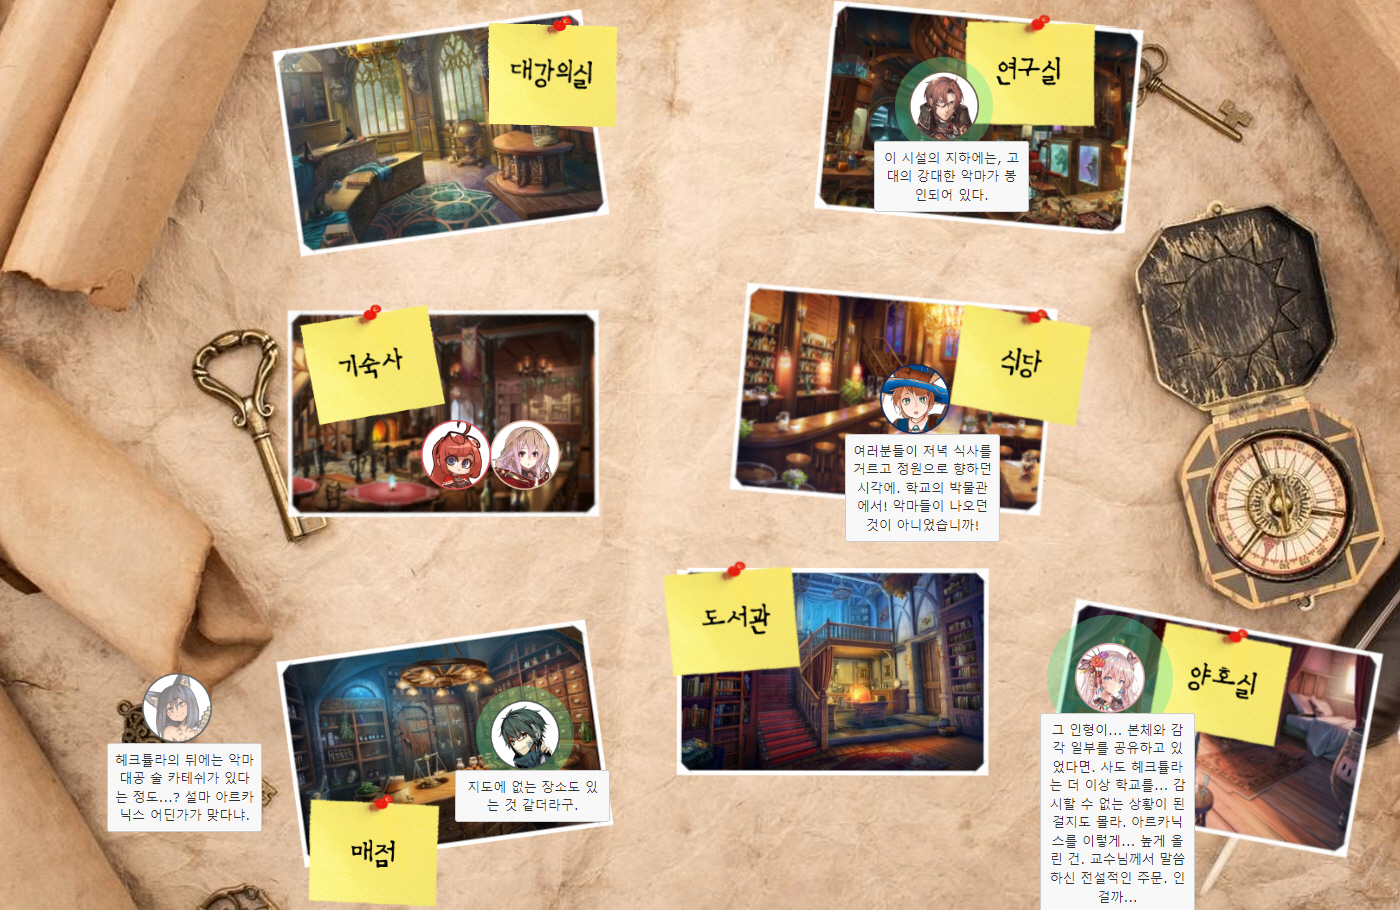 대강의실
연구실
이 시설의 지하에는, 고
대의 강대한 악마가 봉
인되어 있다.
기숙사
식당
여러분들이 저녁 식사를
거르고 정원으로 향하던
시각에. 학교의 박물관
에서! 악마들이 나오던
것이 아니었습니까!
도서관
양호실
그 인형이... 본체와 감
각 일부를 공유하고 있
었다면. 사도 헤크튤라
는 더 이상 학교를... 감
시할 수 없는 상황이 된
걸지도 몰라. 아르카닉
스를 이렇게... 높게 올
린 건. 교수님께서 말씀
하신 전설적인 주문. 인
걸까...
헤크튤라의 뒤에는 악마
대공 술 카테쉬가 있다
는 정도...? 설마 아르카
닉스 어딘가가 맞다냐.
지도에 없는 장소도 있
는 것 같더라구.
매점